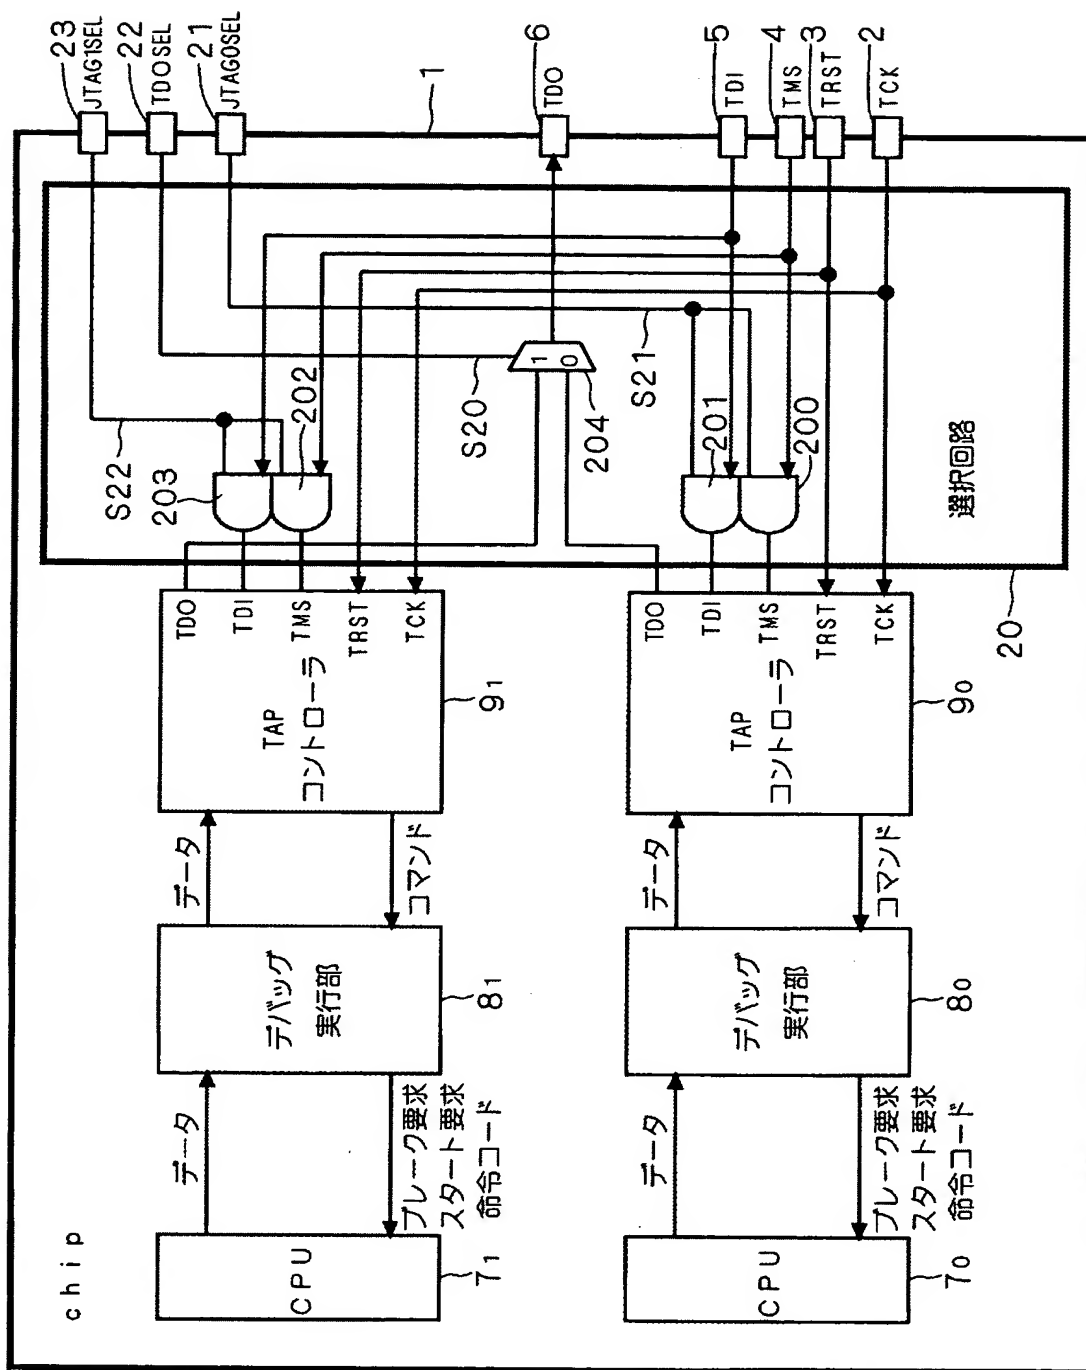 chip
23
JTAG1SEL
22
TDOSEL
21
JTAG0SEL
1
6
TDO
5
TDI
4
TMS
3
TRST
2
TCK
S22
203
202
S20
1
0
204
S21
201
200
選択回路
20
TDO
TDI
TMS
TRST
TCK
TAP
コントローラ
91
データ
コマンド
デバッグ
実行部
81
データ
ブレーク要求
スタート要求
命令コード
CPU
71
TDO
TDI
TMS
TRST
TCK
TAP
コントローラ
90
データ
コマンド
デバッグ
実行部
80
データ
ブレーク要求
スタート要求
命令コード
CPU
70